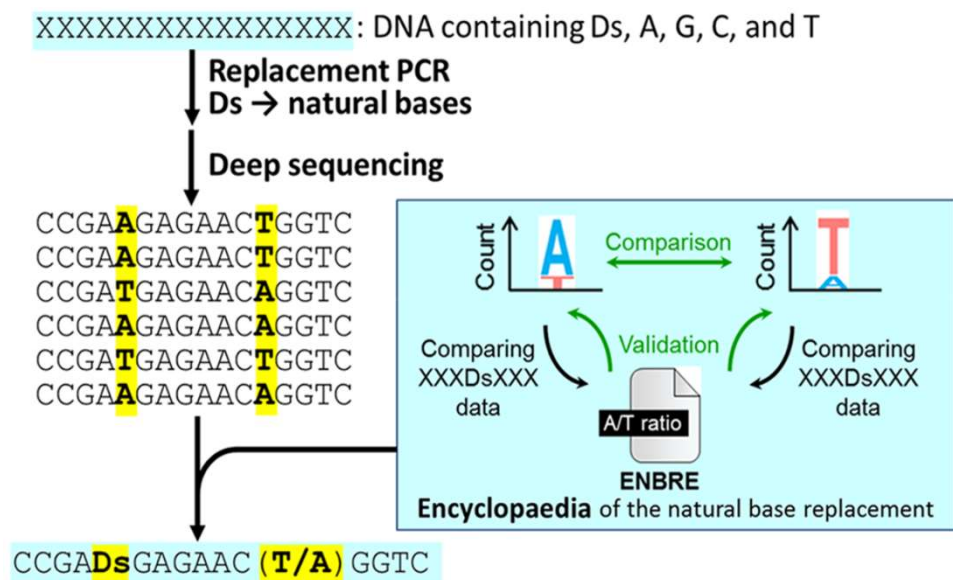 XXXXXXXXXXXXXXXX: DNA containing Ds, A, G, C, and T
Replacement PCR
Ds → natural bases
Deep sequencing
CCGAAGAGAACTGGTC
CCGAAGAGAACTGGTC
CCGATGAGAACAGGTC
CCGAAGAGAACAGGTC
CCGATGAGAACTGGTC
CCGAAGAGAACAGGTC
Count
A
T
Comparison
Count
T
A
Comparing
XXXDsXXX
data
Validation
Comparing
XXXDsXXX
data
A/T ratio
ENBRE
Encyclopaedia of the natural base replacement
CCGADsGAGAAC(T/A)GGTC